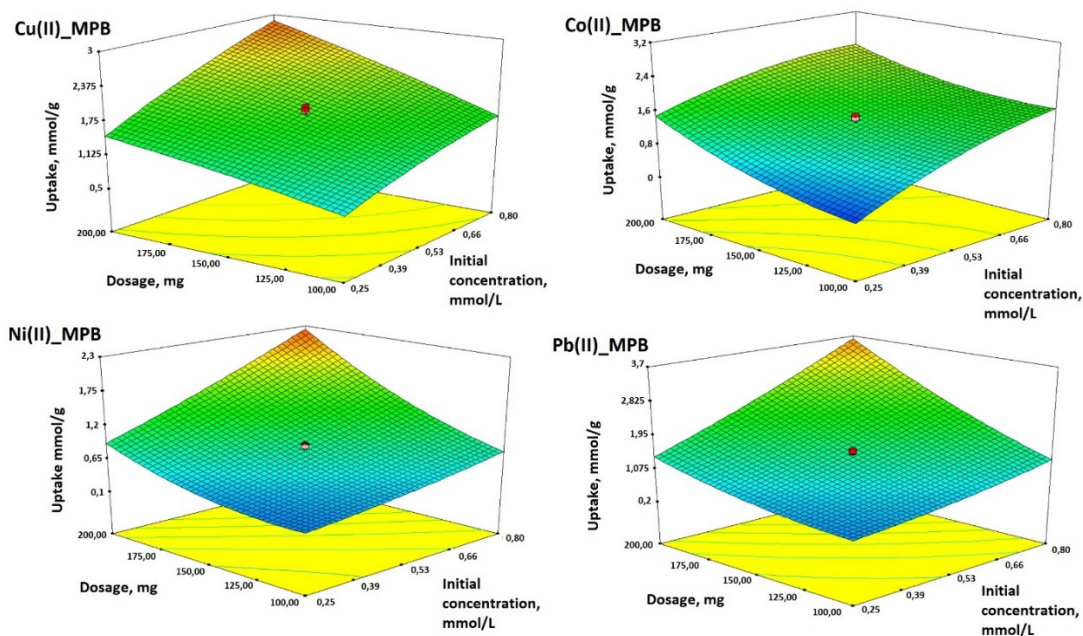 Cu(II)_MPB
3
2,375
1,75
1,125
0,5
Uptake, mmol/g
200,00
175,00
150,00
125,00
100,00
Dosage, mg
0,25
0,39
0,53
0,66
0,80
Initial
concentration,
mmol/L
Co(II)_MPB
3,2
2,4
1,6
0,8
0
Uptake, mmol/g
200,00
175,00
150,00
125,00
100,00
Dosage, mg
0,25
0,39
0,53
0,66
0,80
Initial
concentration,
mmol/L
Ni(II)_MPB
2,3
1,75
1,2
0,65
0,1
Uptake mmol/g
200,00
175,00
150,00
125,00
100,00
Dosage, mg
0,25
0,39
0,53
0,66
0,80
Initial
concentration,
mmol/L
Pb(II)_MPB
3,7
2,825
1,95
1,075
0,2
Uptake, mmol/g
200,00
175,00
150,00
125,00
100,00
Dosage, mg
0,25
0,39
0,53
0,66
0,80
Initial
concentration,
mmol/L